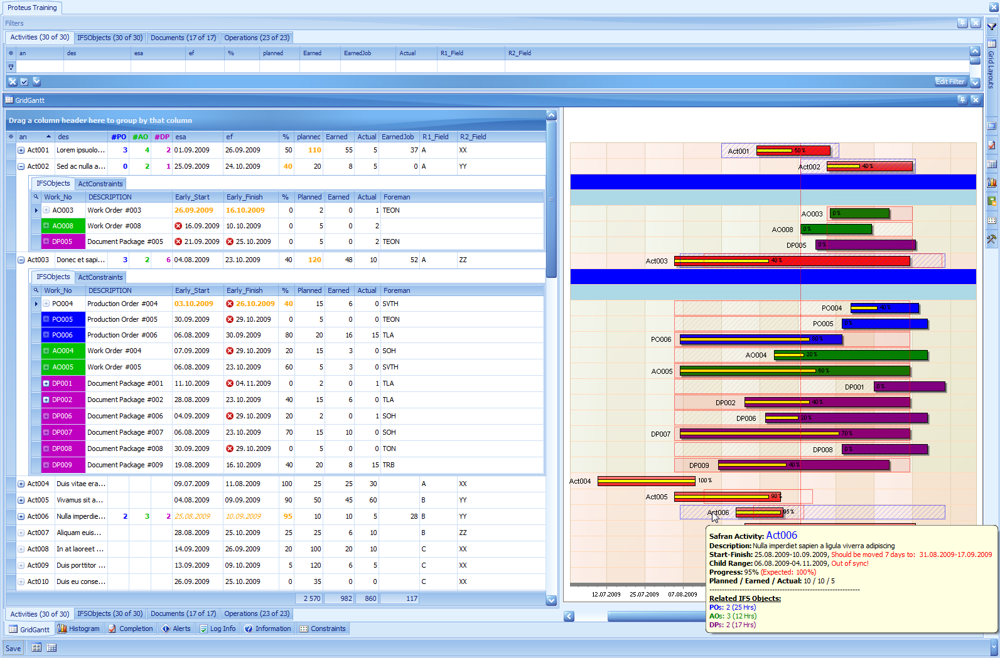 Proteus Training
Filters
Activities (30 of 30) IFSObjects (30 of 30) Documents (17 of 17) Operations (23 of 23)
an des esa ef % planned Earned EarnedJob Actual R1_Field R2_Field
Edit Filter
Grid Layouts
GridGantt
Drag a column header here to group by that column
an des #PO #AO #DP esa ef % planned Earned Actual EarnedJob R1_Field R2_Field
Act001 Lorem ipsuolo... 3 4 2 01.09.2009 26.09.2009 50 110 55 5 37 A XX
Act002 Sed ac nulla a... 0 2 1 25.09.2009 24.10.2009 40 20 8 5 0 A YY
IFSObjects ActConstraints
Work_No DESCRIPTION Early_Start Early_Finish % Planned Earned Actual Foreman
AO003 Work Order #003 26.09.2009 16.10.2009 0 2 0 1 TEON
AO008 Work Order #008 16.09.2009 10.10.2009 0 5 0 2
DP005 Document Package #005 21.09.2009 25.10.2009 0 5 0 2 TEON
Act003 Donec et sapi... 3 2 6 04.08.2009 23.10.2009 40 120 48 10 52 A ZZ
IFSObjects ActConstraints
Work_No DESCRIPTION Early_Start Early_Finish % Planned Earned Actual Foreman
PO004 Production Order #004 03.10.2009 26.10.2009 40 15 6 0 SVTH
PO005 Production Order #005 30.09.2009 29.10.2009 0 5 0 0 TEON
PO006 Production Order #006 06.08.2009 30.09.2009 80 20 16 15 TLA
AO004 Work Order #004 07.09.2009 29.10.2009 20 15 3 0 SOH
AO005 Work Order #005 06.08.2009 23.10.2009 60 5 3 0 SVTH
DP001 Document Package #001 11.10.2009 04.11.2009 0 2 0 1 TLA
DP002 Document Package #002 28.08.2009 23.10.2009 40 15 6 0 TLA
DP006 Document Package #006 04.09.2009 29.10.2009 20 2 0 1 SOH
DP007 Document Package #007 06.08.2009 23.10.2009 70 15 10 0 SOH
DP008 Document Package #008 30.09.2009 29.10.2009 0 5 0 0 TON
DP009 Document Package #009 19.08.2009 16.10.2009 40 20 8 15 TRB
Act004 Duis vitae era... 09.07.2009 11.08.2009 100 25 25 30 A XX
Act005 Vivamus sit a... 04.08.2009 09.09.2009 90 50 45 60 B YY
Act006 Nulla imperdie... 2 3 2 25.08.2009 10.09.2009 95 10 10 5 28 B YY
Act007 Aliquam euis... 28.08.2009 25.10.2009 25 25 6 10 B ZZ
Act008 In at laoreet ... 14.09.2009 26.09.2009 20 100 20 10 C XX
Act009 Duis porttitor ... 13.09.2009 09.10.2009 5 120 6 5 C XX
Act010 Duis eu conse... 26.09.2009 25.10.2009 0 35 0 0 C XX
2 570 982 860 117
Act001 50%
Act002 40%
AO003 0%
AO008 0%
DP005 0%
Act003 40%
PO004 40%
PO005 0%
PO006 80%
AO004 20%
AO005 60%
DP001 0%
DP002 40%
DP006 20%
DP007 70%
DP008 0%
DP009 40%
Act004 100%
Act005 90%
Act006 95%
12.07.2009 25.07.2009 07.08.2009
Safran Activity: Act006
Description: Nulla imperdiet sapien a ligula viverra adipiscing
Start-Finish: 25.08.2009-10.09.2009, Should be moved 7 days to: 31.08.2009-17.09.2009
Child Range: 06.08.2009-04.11.2009, Out of sync!
Progress: 95% (Expected: 100%)
Planned / Earned / Actual: 10 / 10 / 5
------------------------------------------------------------
Related IFS Objects:
POs: 2 (25 Hrs)
AOs: 3 (12 Hrs)
DPs: 2 (17 Hrs)
Activities (30 of 30) IFSObjects (30 of 30) Documents (17 of 17) Operations (23 of 23)
GridGantt Histogram Completion Alerts Log Info Information Constraints
Save